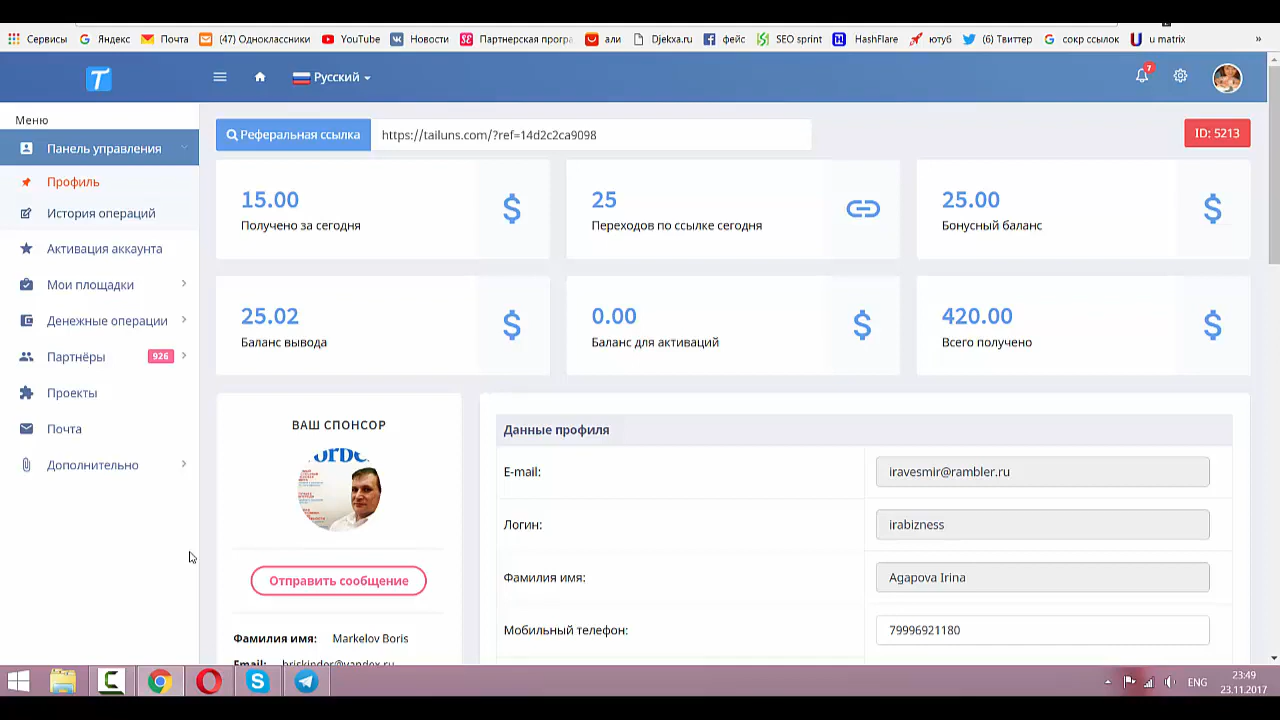 Сервисы Яндекс Почта (47) Одноклассники YouTube Новости Партнерская програ али Djekxa.ru фейс SEO sprint HashFlare ютуб (6) Твиттер сокр ссылок u matrix »
T Русский 7
Меню
Панель управления
Профиль
История операций
Активация аккаунта
Мои площадки
Денежные операции
Партнёры 926
Проекты
Почта
Дополнительно
Реферальная ссылка https://tailuns.com/?ref=14d2c2ca9098 ID: 5213
15.00
Получено за сегодня
25
Переходов по ссылке сегодня
25.00
Бонусный баланс
25.02
Баланс вывода
0.00
Баланс для активаций
420.00
Всего получено
ВАШ СПОНСОР
Отправить сообщение
Фамилия имя: Markelov Boris
Email: briskinder@yandex.ru
Данные профиля
E-mail: iravesmir@rambler.ru
Логин: irabizness
Фамилия имя: Agapova Irina
Мобильный телефон: 79996921180
ENG 23:49
23.11.2017